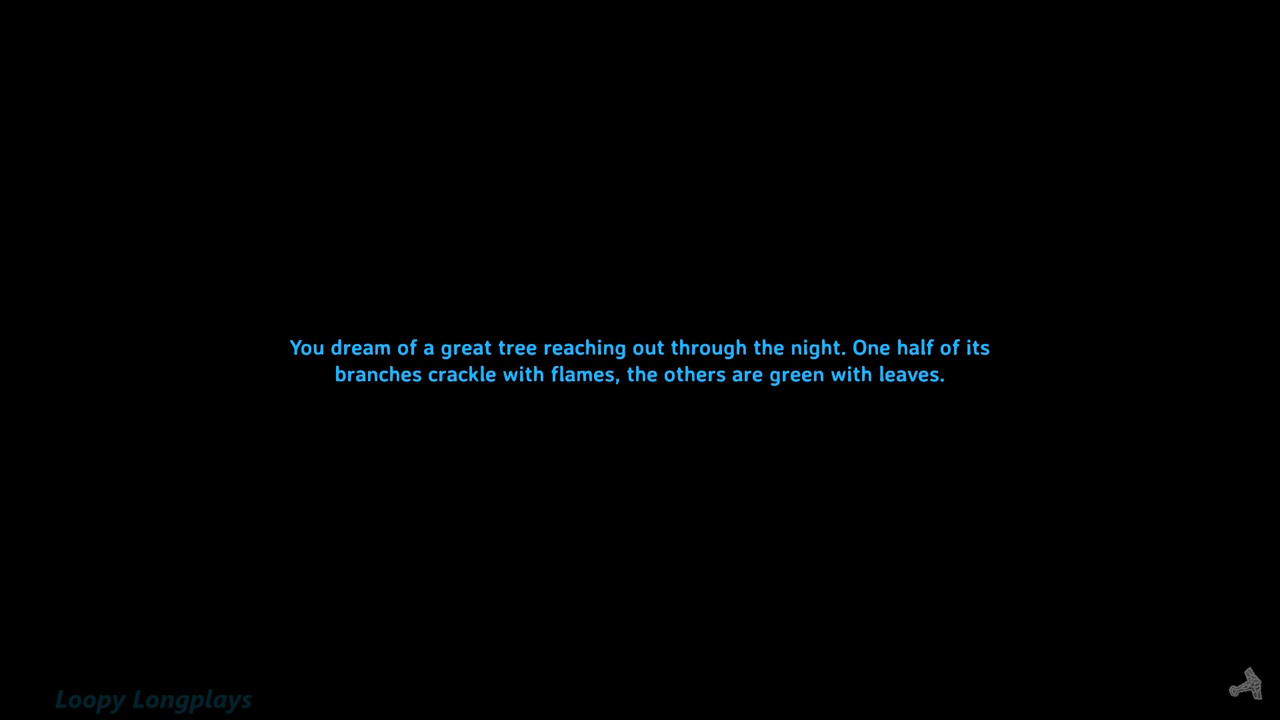 You dream of a great tree reaching out through the night. One half of its
branches crackle with flames, the others are green with leaves.
Loopy Longplays